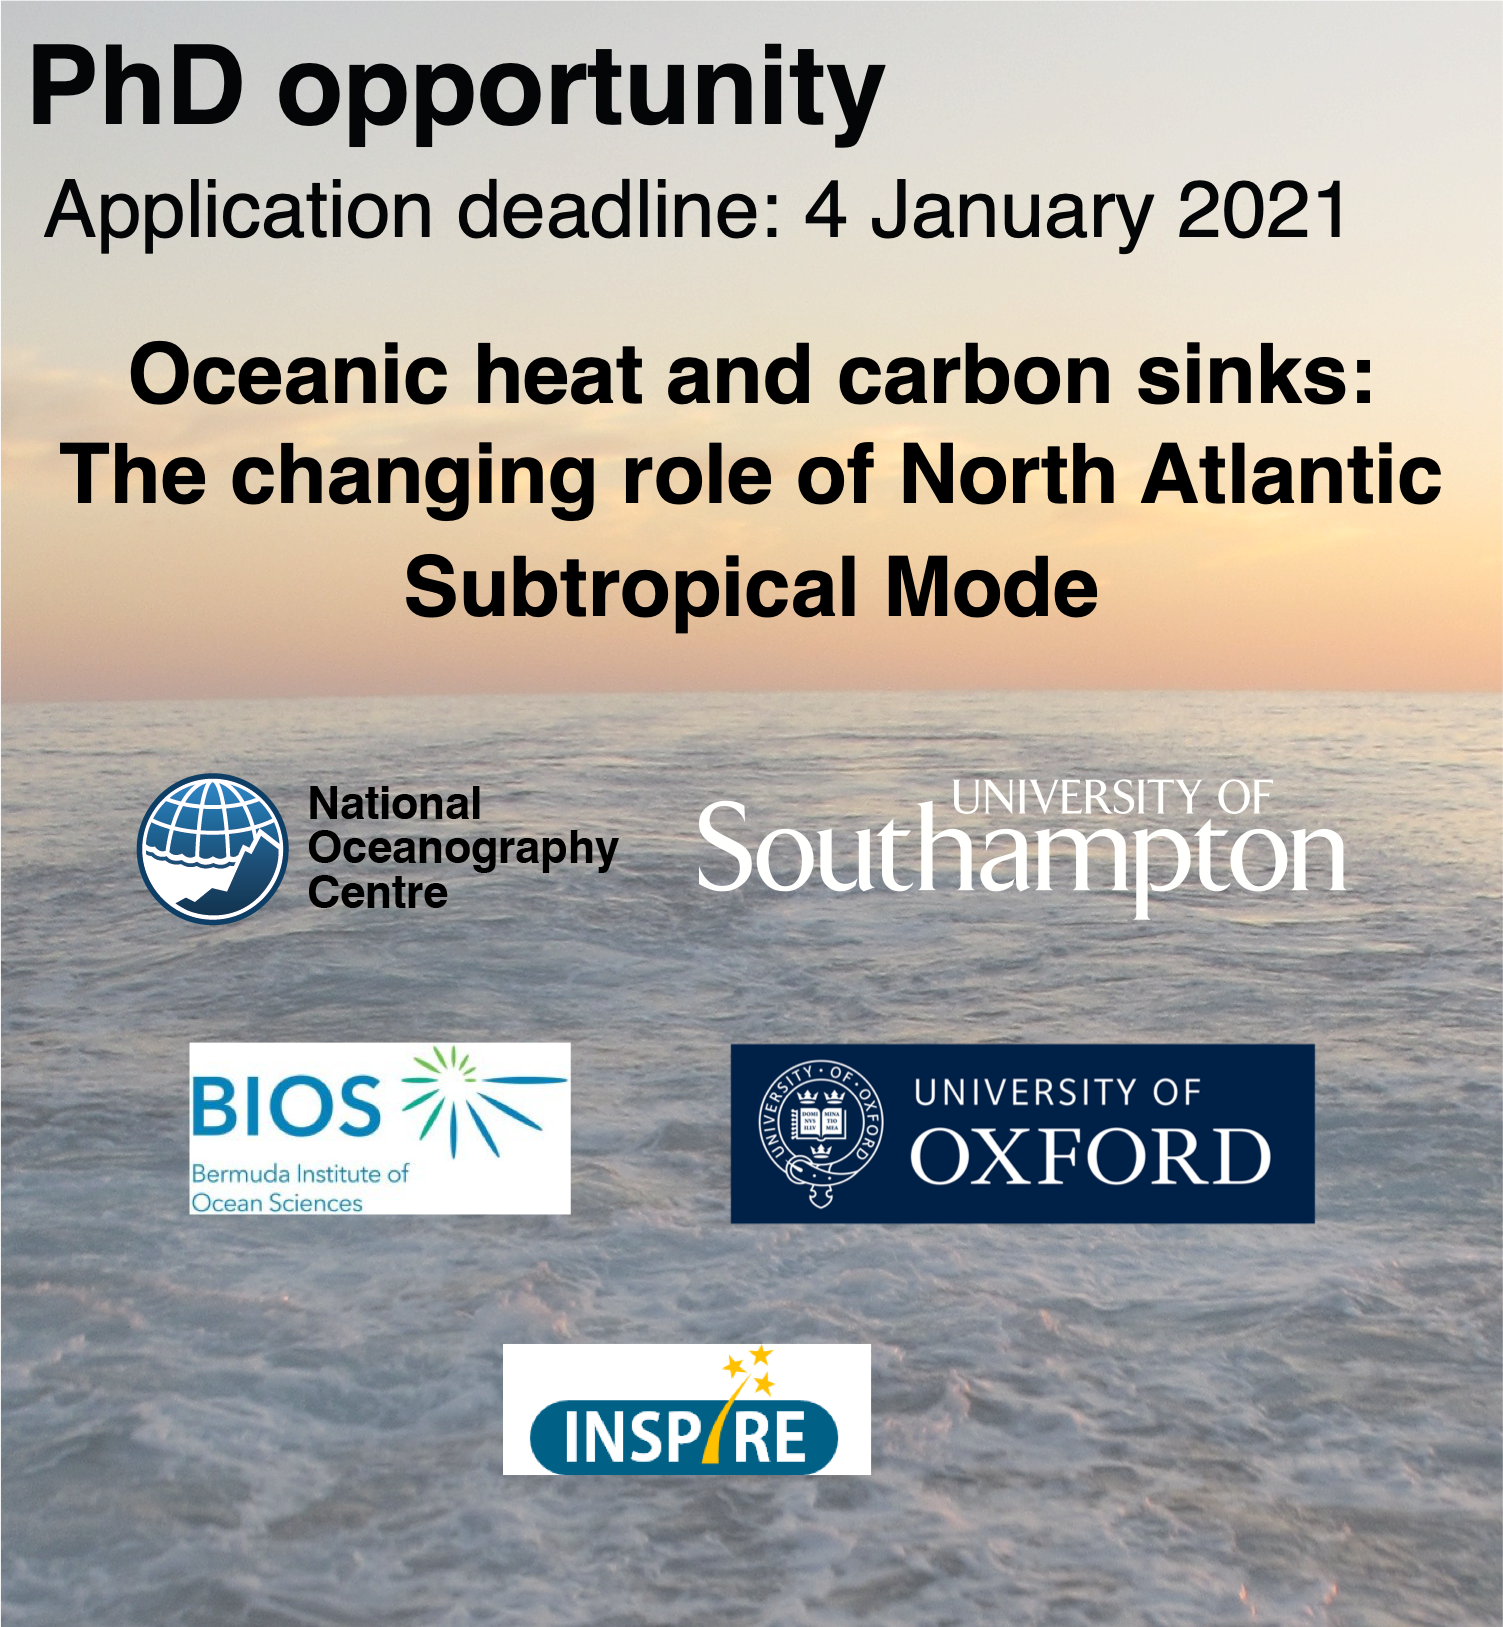 PhD opportunity
Application deadline: 4 January 2021
Oceanic heat and carbon sinks:
The changing role of North Atlantic
Subtropical Mode
National
Oceanography
Centre
UNIVERSITY OF
Southampton
BIOS
Bermuda Institute of
Ocean Sciences
UNIVERSITY · OF · OXFORD
DOMI MINA
NVS TIO
ILLV MEA
UNIVERSITY OF
OXFORD
INSPIRE